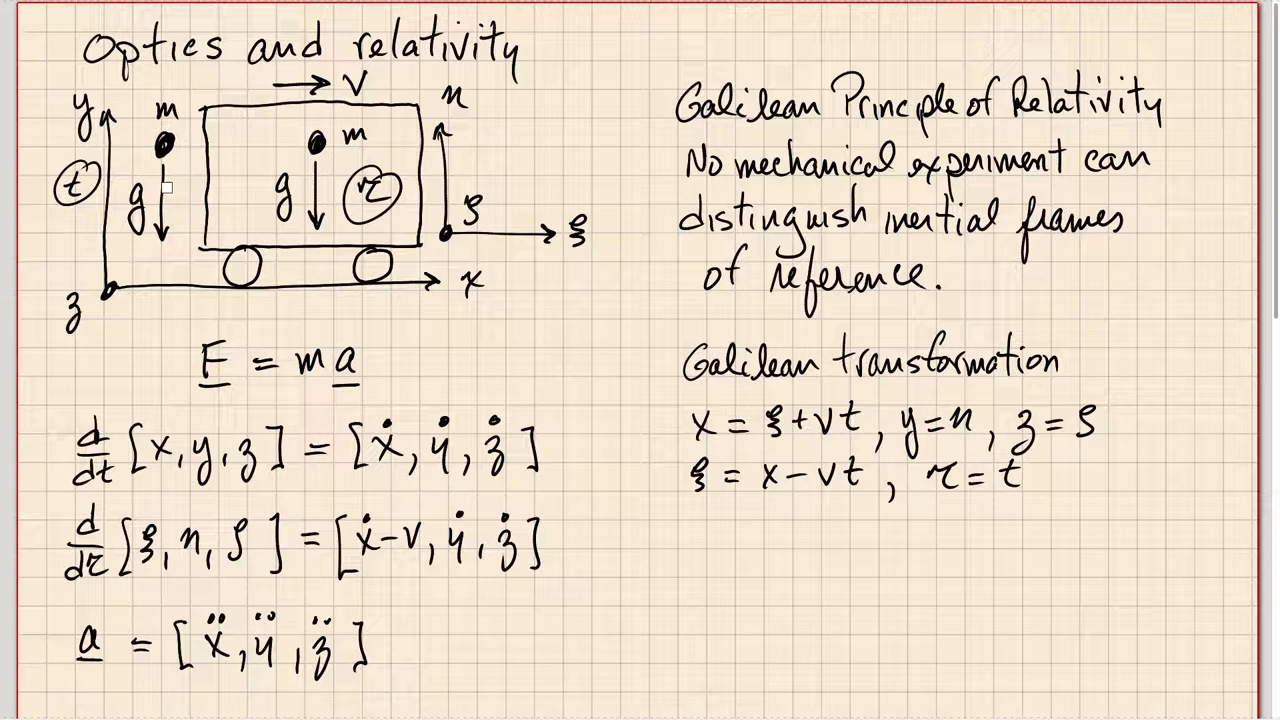 Optics and relativity
→ v
y m m η
t g g τ ζ ξ
z x
F = m a
d/dt [x, y, z] = [ẋ, ẏ, ż]
d/dτ [ξ, η, ζ] = [ẋ-v, ẏ, ż]
a = [ẍ, ÿ, z̈]
Galilean Principle of Relativity
No mechanical experiment can
distinguish inertial frames
of reference.
Galilean transformation
x = ξ+vt, y=η, z=ζ
ξ = x-vt, τ=t